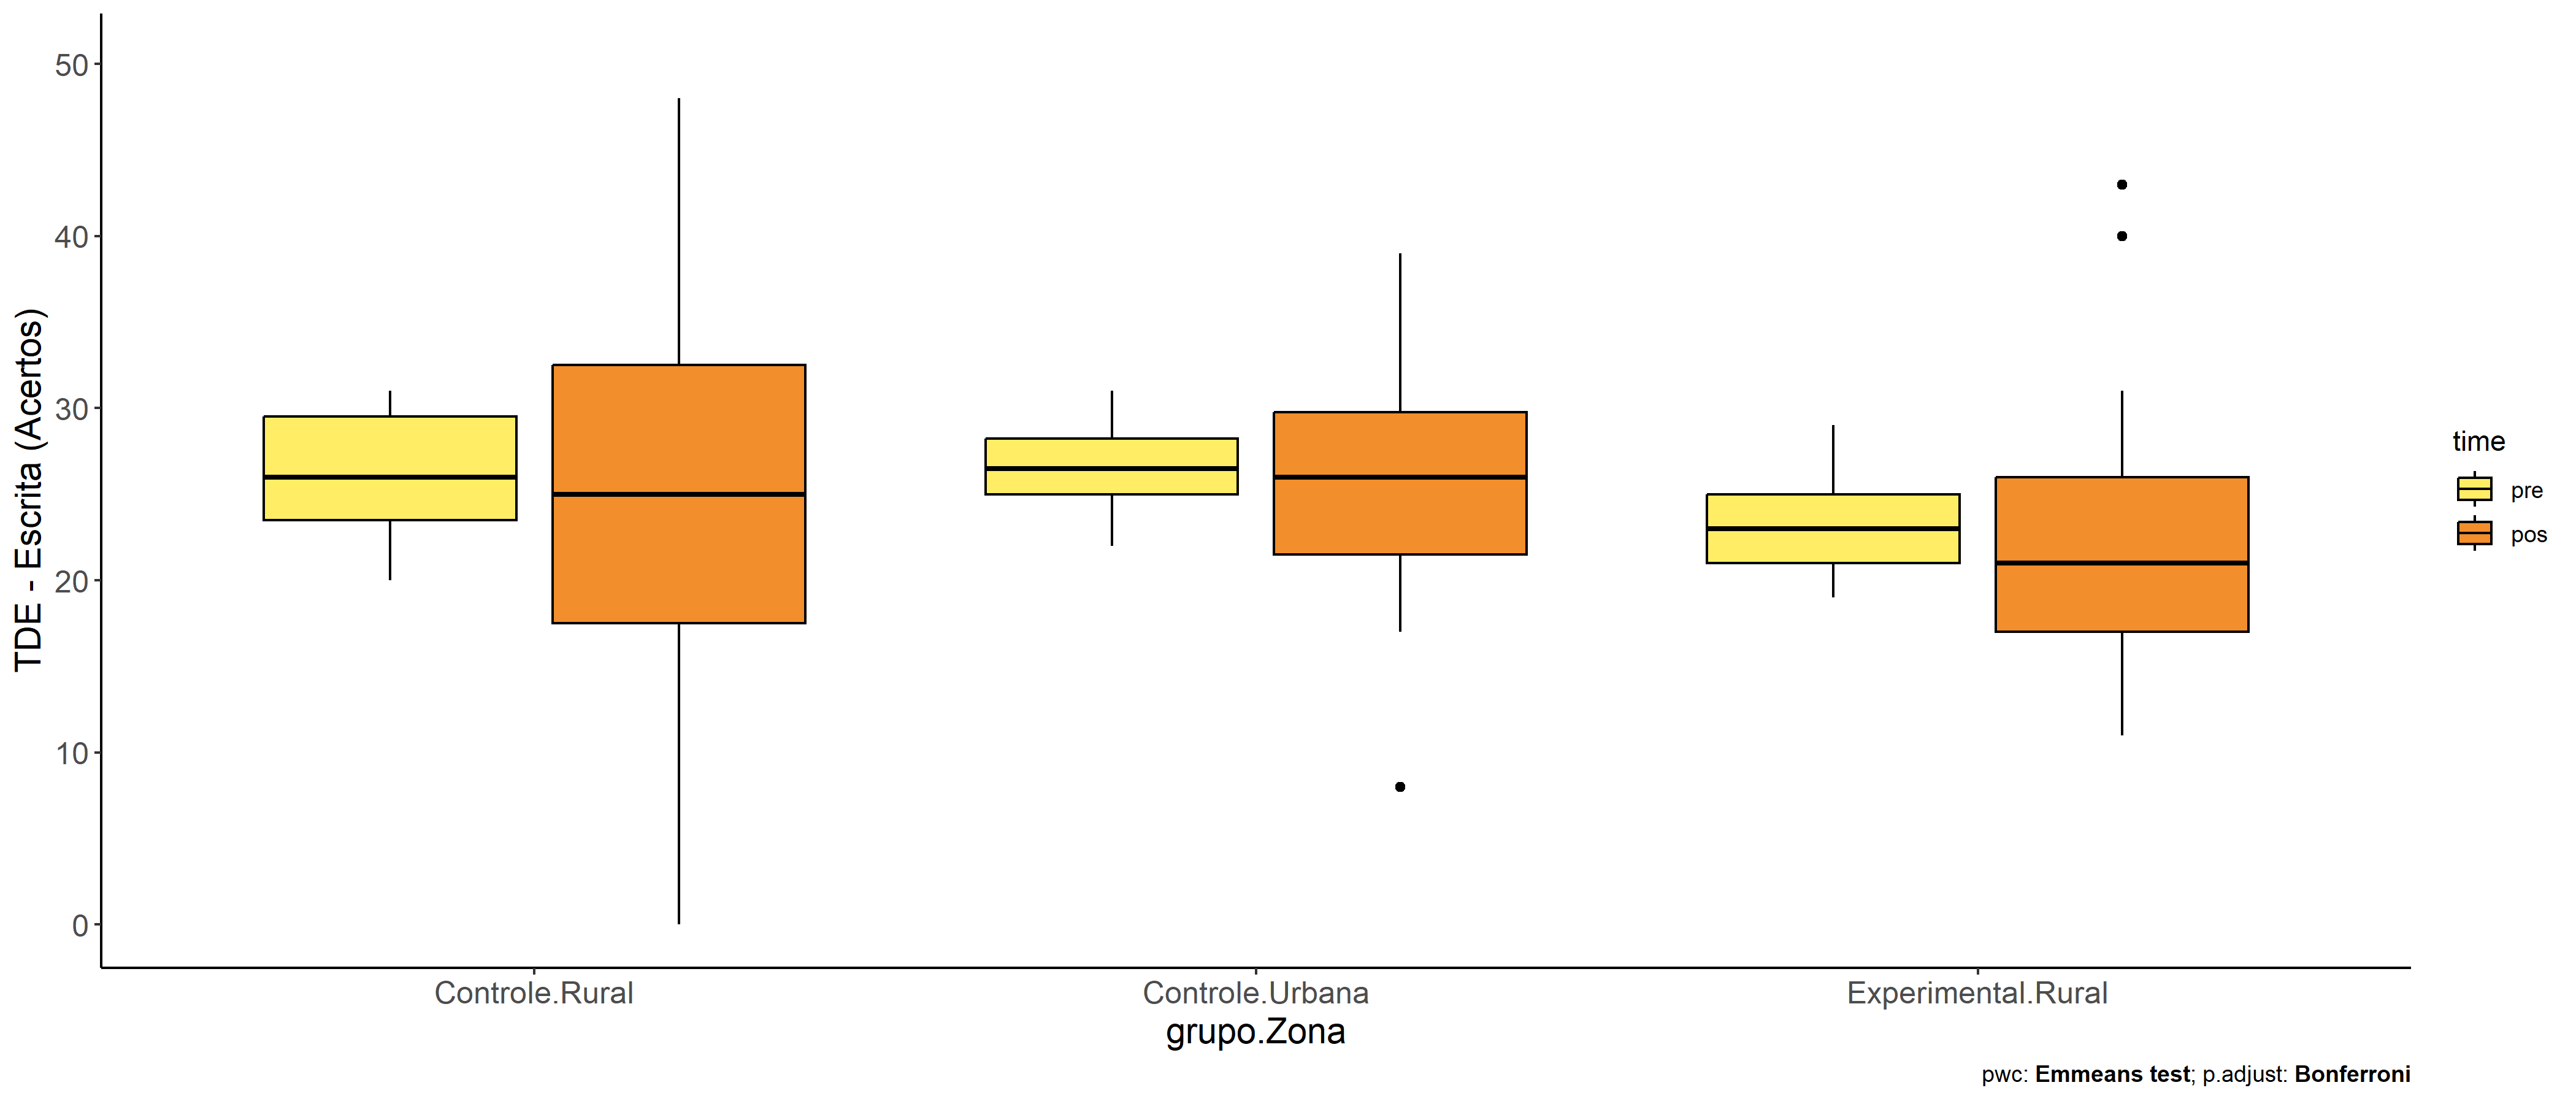 TDE - Escrita (Acertos)
50
40
30
20
10
0
Controle.Rural
Controle.Urbana
Experimental.Rural
grupo.Zona
time
pre
pos
pwc: Emmeans test; p.adjust: Bonferroni